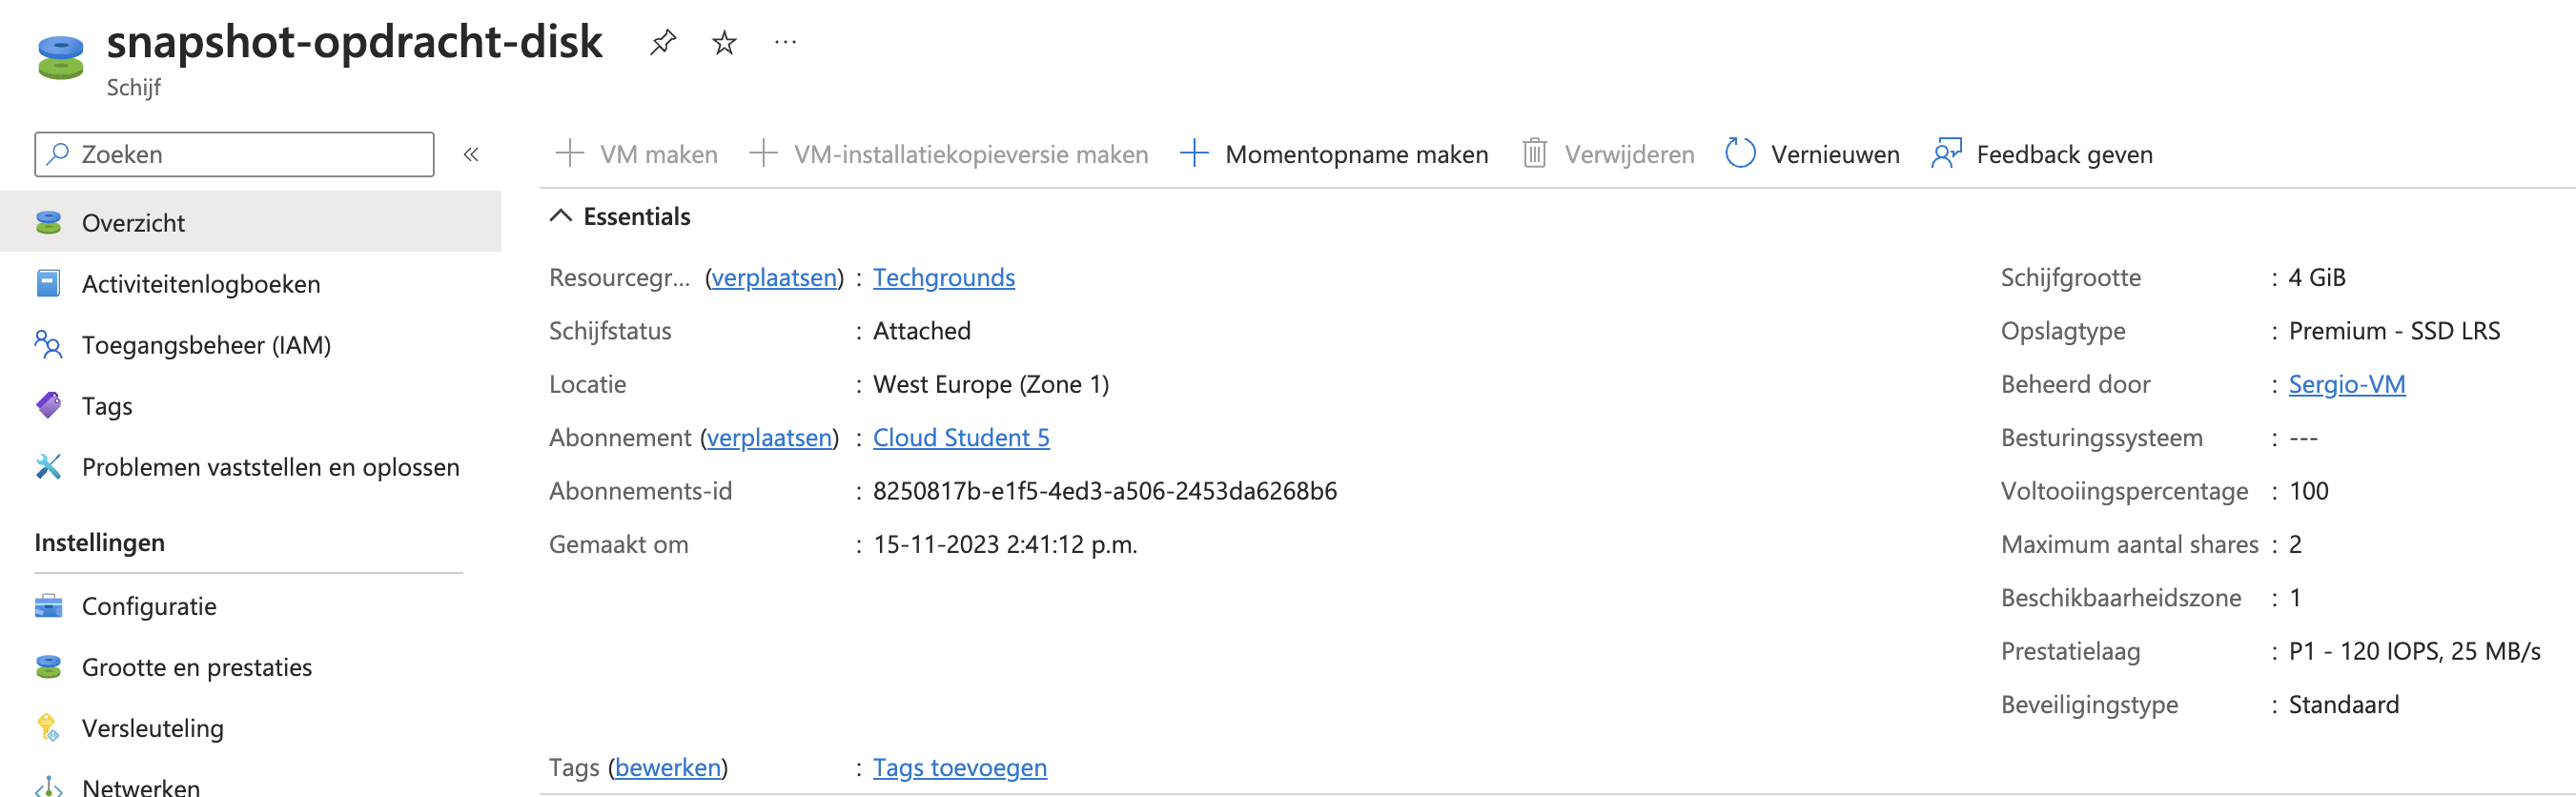 snapshot-opdracht-disk
Schijf
Zoeken
Overzicht
Activiteitenlogboeken
Toegangsbeheer (IAM)
Tags
Problemen vaststellen en oplossen
Instellingen
Configuratie
Grootte en prestaties
Versleuteling
Netwerken
VM maken VM-installatiekopieversie maken Momentopname maken Verwijderen Vernieuwen Feedback geven
Essentials
Resourcegr... (verplaatsen) : Techgrounds
Schijfstatus : Attached
Locatie : West Europe (Zone 1)
Abonnement (verplaatsen) : Cloud Student 5
Abonnements-id : 8250817b-e1f5-4ed3-a506-2453da6268b6
Gemaakt om : 15-11-2023 2:41:12 p.m.
Schijfgrootte : 4 GiB
Opslagtype : Premium - SSD LRS
Beheerd door : Sergio-VM
Besturingssysteem : ---
Voltooiingspercentage : 100
Maximum aantal shares : 2
Beschikbaarheidszone : 1
Prestatielaag : P1 - 120 IOPS, 25 MB/s
Beveiligingstype : Standaard
Tags (bewerken) : Tags toevoegen